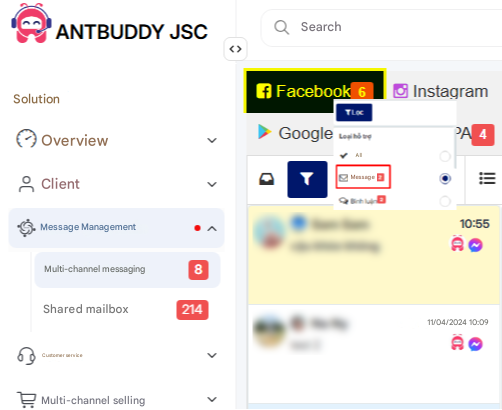 ANTBUDDY JSC
Search
Solution
Facebook 6
Instagram
Lọc
Google
PA 4
Loại hỗ trợ
Overview
All
Client
Message 2
Bình luận
Message Management
10:55
Multi-channel messaging 8
Shared mailbox 214
11/04/2024 10:09
Customer service
Multi-channel selling